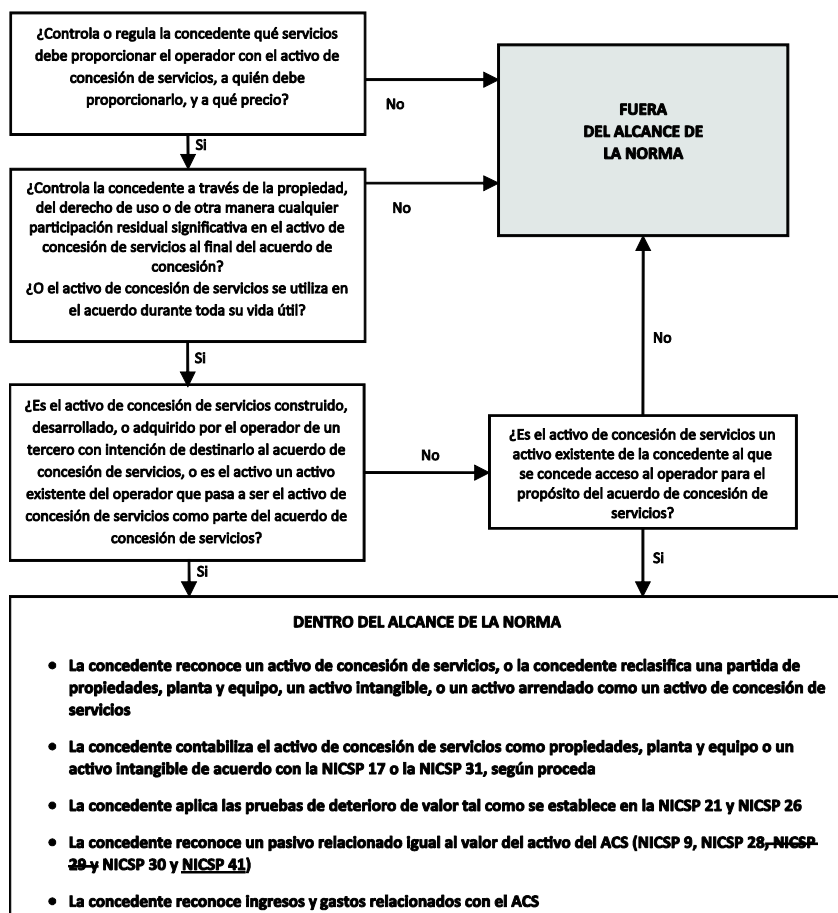 ¿Controla o regula la concedente qué servicios
debe proporcionar el operador con el activo de
concesión de servicios, a quién debe
proporcionarlo, y a qué precio?
No
FUERA
DEL ALCANCE DE
LA NORMA
Si
¿Controla la concedente a través de la propiedad,
del derecho de uso o de otra manera cualquier
participación residual significativa en el activo de
concesión de servicios al final del acuerdo de
concesión?
¿O el activo de concesión de servicios se utiliza en
el acuerdo durante toda su vida útil?
No
No
Si
¿Es el activo de concesión de servicios construido,
desarrollado, o adquirido por el operador de un
tercero con intención de destinarlo al acuerdo de
concesión de servicios, o es el activo un activo
existente del operador que pasa a ser el activo de
concesión de servicios como parte del acuerdo de
concesión de servicios?
No
¿Es el activo de concesión de servicios un
activo existente de la concedente al que
se concede acceso al operador para el
propósito del acuerdo de concesión de
servicios?
Si
Si
DENTRO DEL ALCANCE DE LA NORMA
• La concedente reconoce un activo de concesión de servicios, o la concedente reclasifica una partida de
propiedades, planta y equipo, un activo intangible, o un activo arrendado como un activo de concesión de
servicios
• La concedente contabiliza el activo de concesión de servicios como propiedades, planta y equipo o un
activo intangible de acuerdo con la NICSP 17 o la NICSP 31, según proceda
• La concedente aplica las pruebas de deterioro de valor tal como se establece en la NICSP 21 y NICSP 26
• La concedente reconoce un pasivo relacionado igual al valor del activo del ACS (NICSP 9, NICSP 28, NICSP
29 y NICSP 30 y NICSP 41)
• La concedente reconoce ingresos y gastos relacionados con el ACS